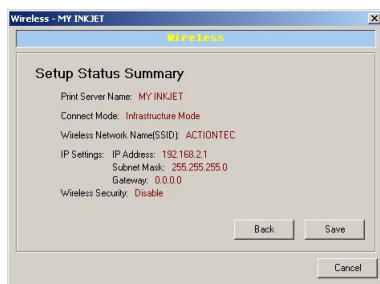 Wireless - MY INKJET
Wireless
Setup Status Summary
Print Server Name: MY INKJET
Connect Mode: Infrastructure Mode
Wireless Network Name(SSID): ACTIONTEC
IP Settings: IP Address: 192.168.2.1
Subnet Mask: 255.255.255.0
Gateway: 0.0.0.0
Wireless Security: Disable
Back
Save
Cancel